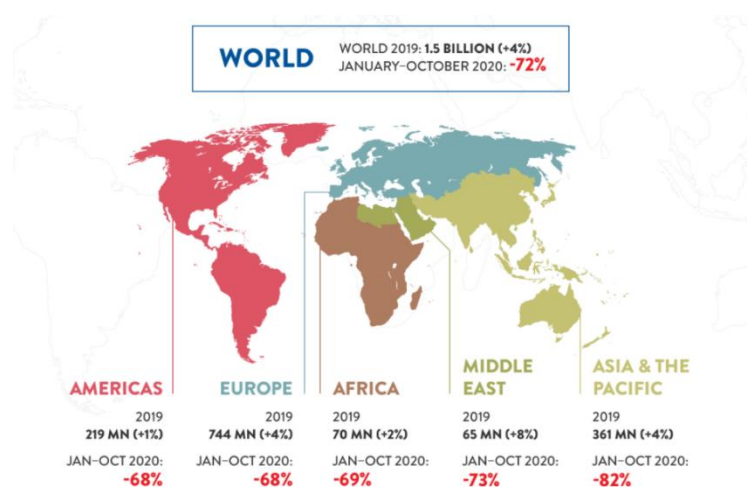 WORLD
WORLD 2019: 1.5 BILLION (+4%)
JANUARY–OCTOBER 2020: -72%
AMERICAS
2019
219 MN (+1%)
JAN–OCT 2020:
-68%
EUROPE
2019
744 MN (+4%)
JAN–OCT 2020:
-68%
AFRICA
2019
70 MN (+2%)
JAN–OCT 2020:
-69%
MIDDLE
EAST
2019
65 MN (+8%)
JAN–OCT 2020:
-73%
ASIA & THE
PACIFIC
2019
361 MN (+4%)
JAN–OCT 2020:
-82%